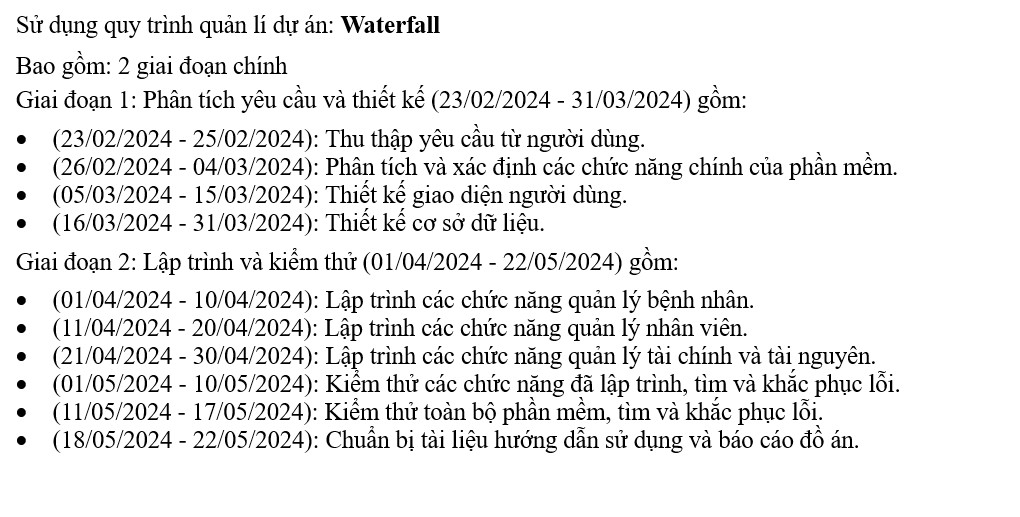 Sử dụng quy trình quản lí dự án: Waterfall
Bao gồm: 2 giai đoạn chính
Giai đoạn 1: Phân tích yêu cầu và thiết kế (23/02/2024 - 31/03/2024) gồm:
• (23/02/2024 - 25/02/2024): Thu thập yêu cầu từ người dùng.
• (26/02/2024 - 04/03/2024): Phân tích và xác định các chức năng chính của phần mềm.
• (05/03/2024 - 15/03/2024): Thiết kế giao diện người dùng.
• (16/03/2024 - 31/03/2024): Thiết kế cơ sở dữ liệu.
Giai đoạn 2: Lập trình và kiểm thử (01/04/2024 - 22/05/2024) gồm:
• (01/04/2024 - 10/04/2024): Lập trình các chức năng quản lý bệnh nhân.
• (11/04/2024 - 20/04/2024): Lập trình các chức năng quản lý nhân viên.
• (21/04/2024 - 30/04/2024): Lập trình các chức năng quản lý tài chính và tài nguyên.
• (01/05/2024 - 10/05/2024): Kiểm thử các chức năng đã lập trình, tìm và khắc phục lỗi.
• (11/05/2024 - 17/05/2024): Kiểm thử toàn bộ phần mềm, tìm và khắc phục lỗi.
• (18/05/2024 - 22/05/2024): Chuẩn bị tài liệu hướng dẫn sử dụng và báo cáo đồ án.